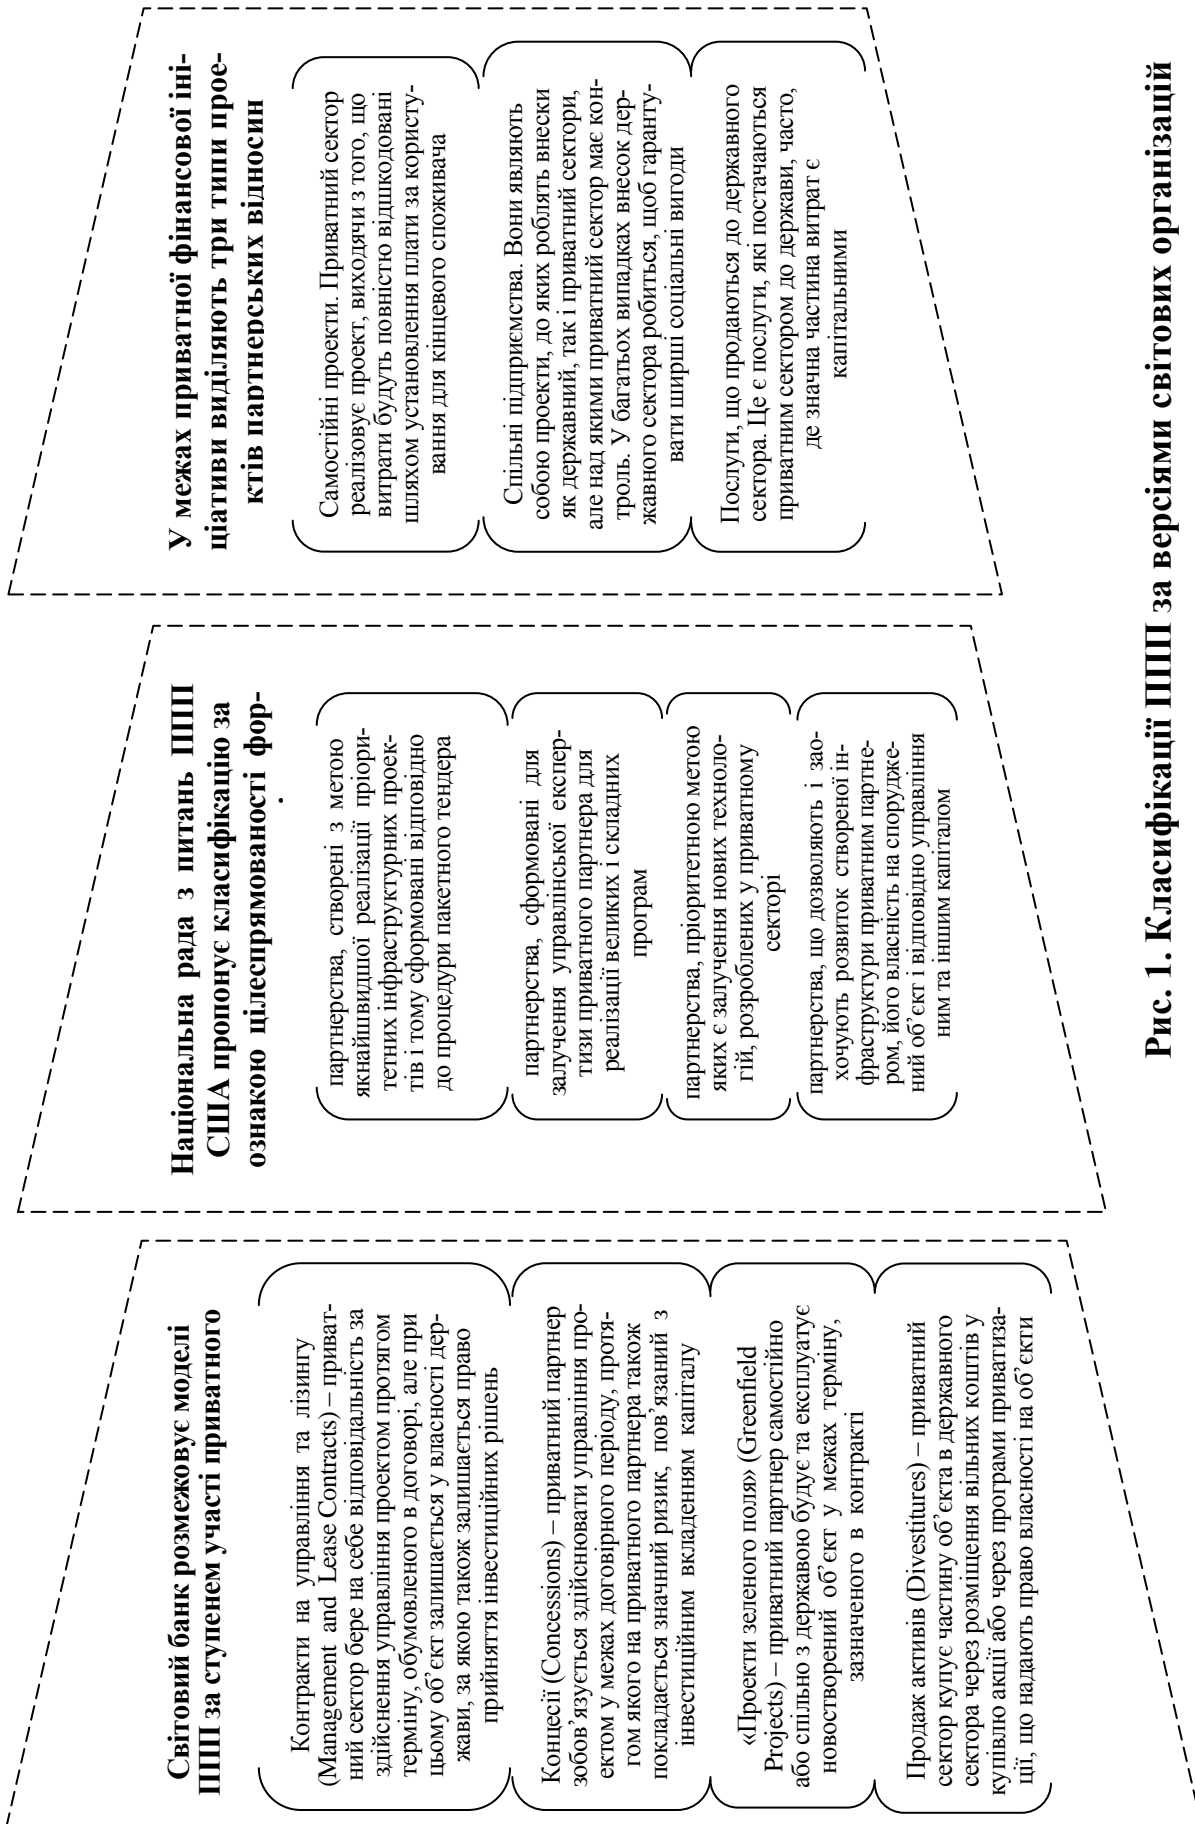 Світовий банк розмежовує моделі
ППП за ступенем участі приватного
Контракти на управління та лізингу
(Management and Lease Contracts) – приват-
ний сектор бере на себе відповідальність за
здійснення управління проектом протягом
терміну, обумовленого в договорі, але при
цьому об’єкт залишається у власності дер-
жави, за якою також залишається право
прийняття інвестиційних рішень
Концесії (Concessions) – приватний партнер
зобов’язується здійснювати управління про-
ектом у межах договірного періоду, протя-
гом якого на приватного партнера також
покладається значний ризик, пов’язаний з
інвестиційним вкладенням капіталу
«Проекти зеленого поля» (Greenfield
Projects) – приватний партнер самостійно
або спільно з державою будує та експлуатує
новостворений об’єкт у межах терміну,
зазначеного в контракті
Продаж активів (Divestitures) – приватний
сектор купує частину об’єкта в державного
сектора через розміщення вільних коштів у
купівлю акції або через програми приватиза-
ції, що надають право власності на об’єкти
Національна рада з питань ППП
США пропонує класифікацію за
ознакою цілеспрямованості фор-
.
партнерства, створені з метою
якнайшвидшої реалізації пріори-
тетних інфраструктурних проек-
тів і тому сформовані відповідно
до процедури пакетного тендера
партнерства, сформовані для
залучення управлінської експер-
тизи приватного партнера для
реалізації великих і складних
програм
партнерства, пріоритетною метою
яких є залучення нових техноло-
гій, розроблених у приватному
секторі
партнерства, що дозволяють і зао-
хочують розвиток створеної ін-
фраструктури приватним партне-
ром, його власність на споруже-
ний об’єкт і відповідно управління
ним та іншим капіталом
У межах приватної фінансової іні-
ціативи виділяють три типи прое-
ктів партнерських відносин
Самостійні проекти. Приватний сектор
реалізовує проект, виходячи з того, що
витрати будуть повністю відшкодовані
шляхом установлення плати за користу-
вання для кінцевого споживача
Спільні підприємства. Вони являють
собою проекти, до яких роблять внески
як державний, так і приватний сектори,
але над якими приватний сектор має кон-
троль. У багатьох випадках внесок дер-
жавного сектора робиться, щоб гаранту-
вати ширші соціальні вигоди
Послуги, що продаються до державного
сектора. Це є послуги, які постачаються
приватним сектором до держави, часто,
де значна частина витрат є
капітальними
Рис. 1. Класифікації ППП за версіями світових організацій